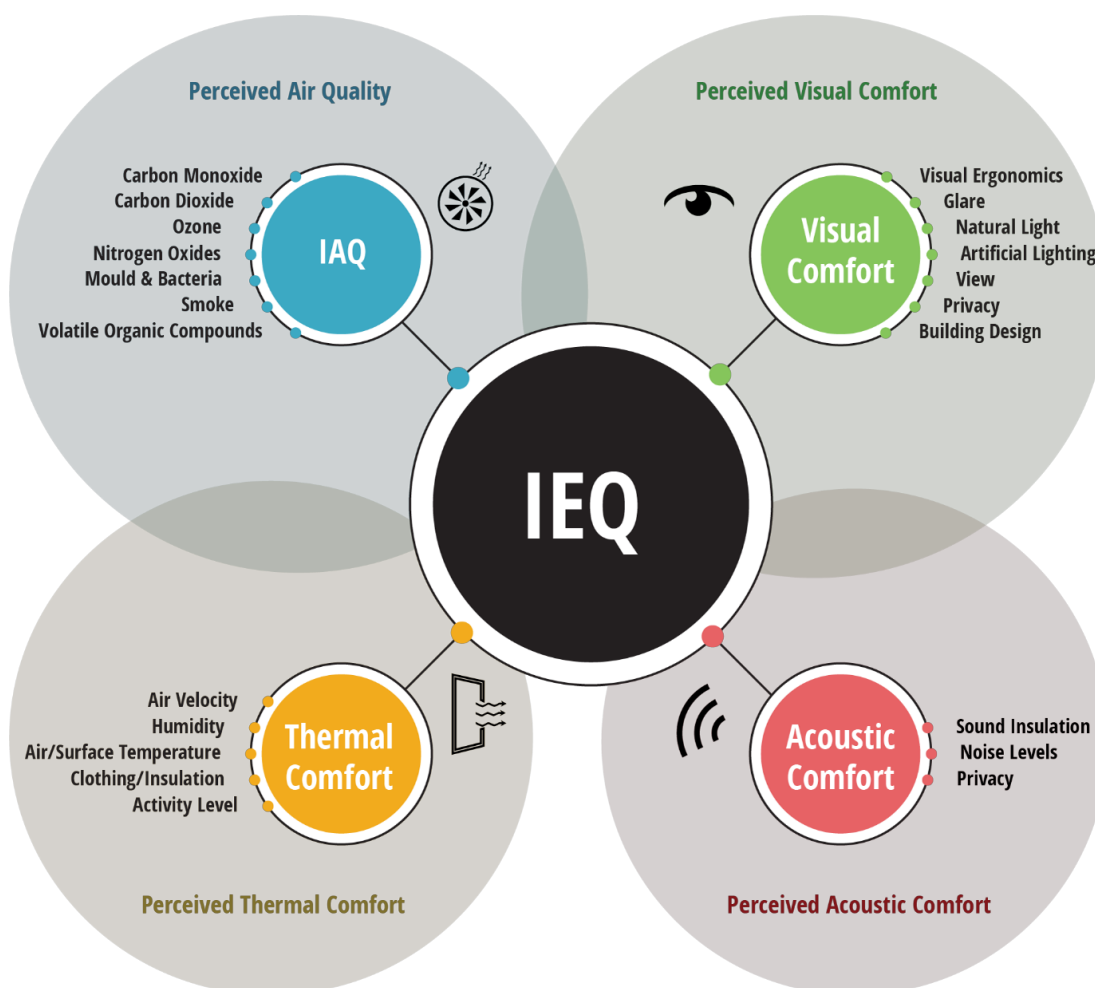 Perceived Air Quality
Carbon Monoxide
Carbon Dioxide
Ozone
Nitrogen Oxides
Mould & Bacteria
Smoke
Volatile Organic Compounds
IAQ
Perceived Visual Comfort
Visual
Comfort
Visual Ergonomics
Glare
Natural Light
Artificial Lighting
View
Privacy
Building Design
IEQ
Air Velocity
Humidity
Air/Surface Temperature
Clothing/Insulation
Activity Level
Thermal
Comfort
Perceived Thermal Comfort
Acoustic
Comfort
Sound Insulation
Noise Levels
Privacy
Perceived Acoustic Comfort